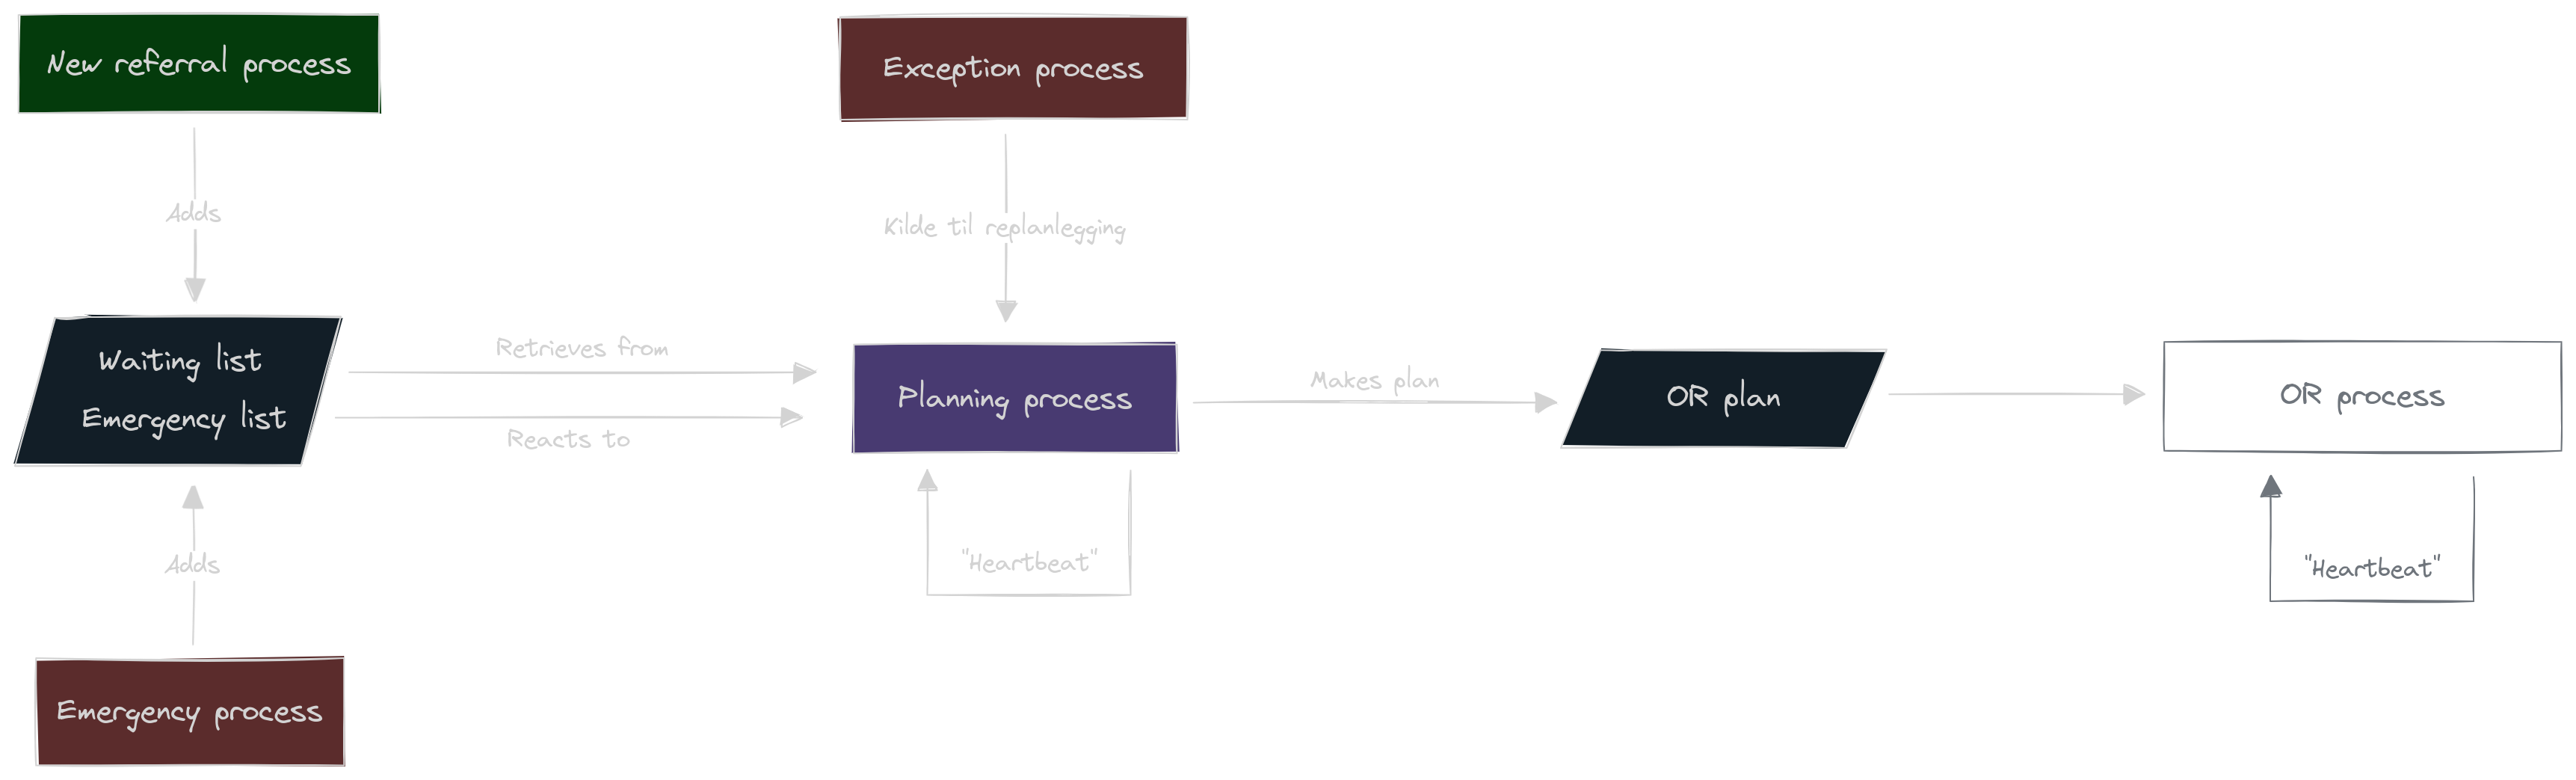 New referral process
Exception process
Adds
Kilde til replanlegging
Waiting list
Emergency list
Retrieves from
Reacts to
Planning process
Makes plan
OR plan
OR process
"Heartbeat"
"Heartbeat"
Adds
Emergency process